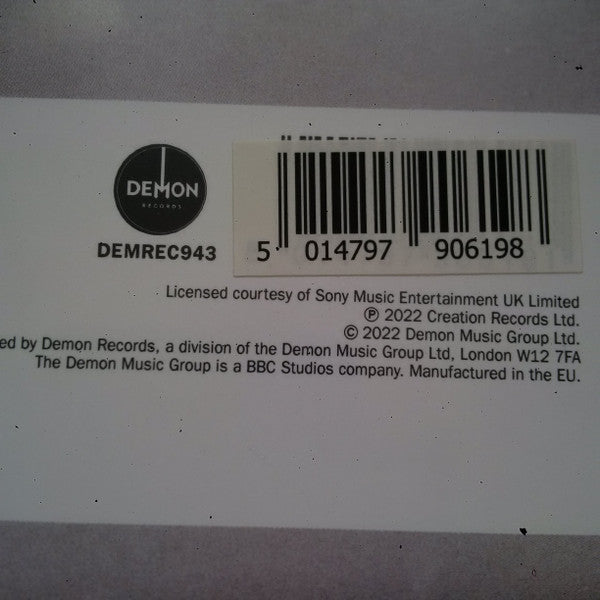 DEMON
RECORDS
DEMREC943
5 014797 906198
Licensed courtesy of Sony Music Entertainment UK Limited
℗ 2022 Creation Records Ltd.
© 2022 Demon Music Group Ltd.
by Demon Records, a division of the Demon Music Group Ltd, London W12 7FA
The Demon Music Group is a BBC Studios company. Manufactured in the EU.